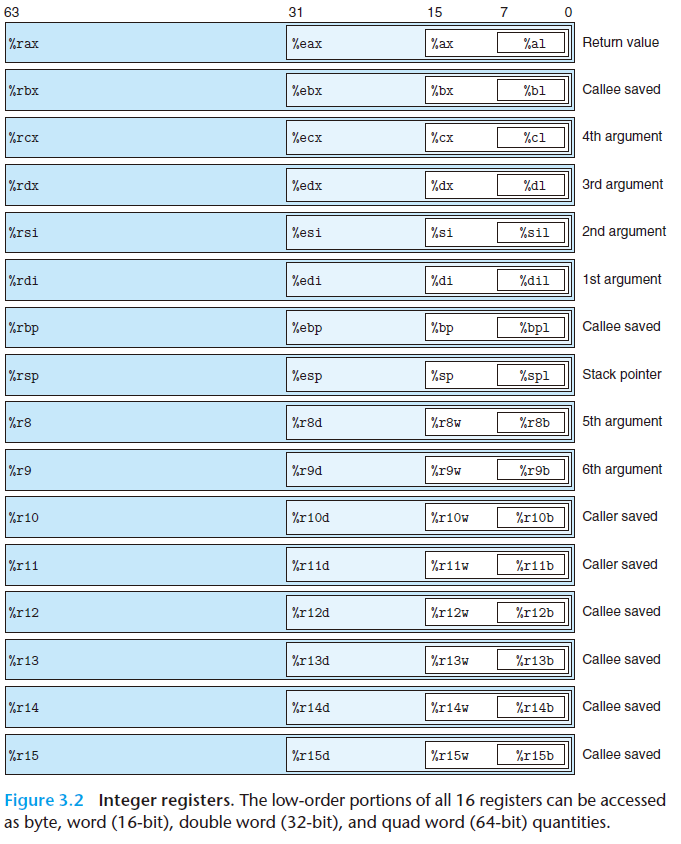 63 31 15 7 0
%rax %eax %ax %al Return value
%rbx %ebx %bx %bl Callee saved
%rcx %ecx %cx %cl 4th argument
%rdx %edx %dx %dl 3rd argument
%rsi %esi %si %sil 2nd argument
%rdi %edi %di %dil 1st argument
%rbp %ebp %bp %bpl Callee saved
%rsp %esp %sp %spl Stack pointer
%r8 %r8d %r8w %r8b 5th argument
%r9 %r9d %r9w %r9b 6th argument
%r10 %r10d %r10w %r10b Caller saved
%r11 %r11d %r11w %r11b Caller saved
%r12 %r12d %r12w %r12b Callee saved
%r13 %r13d %r13w %r13b Callee saved
%r14 %r14d %r14w %r14b Callee saved
%r15 %r15d %r15w %r15b Callee saved
Figure 3.2 Integer registers. The low-order portions of all 16 registers can be accessed
as byte, word (16-bit), double word (32-bit), and quad word (64-bit) quantities.